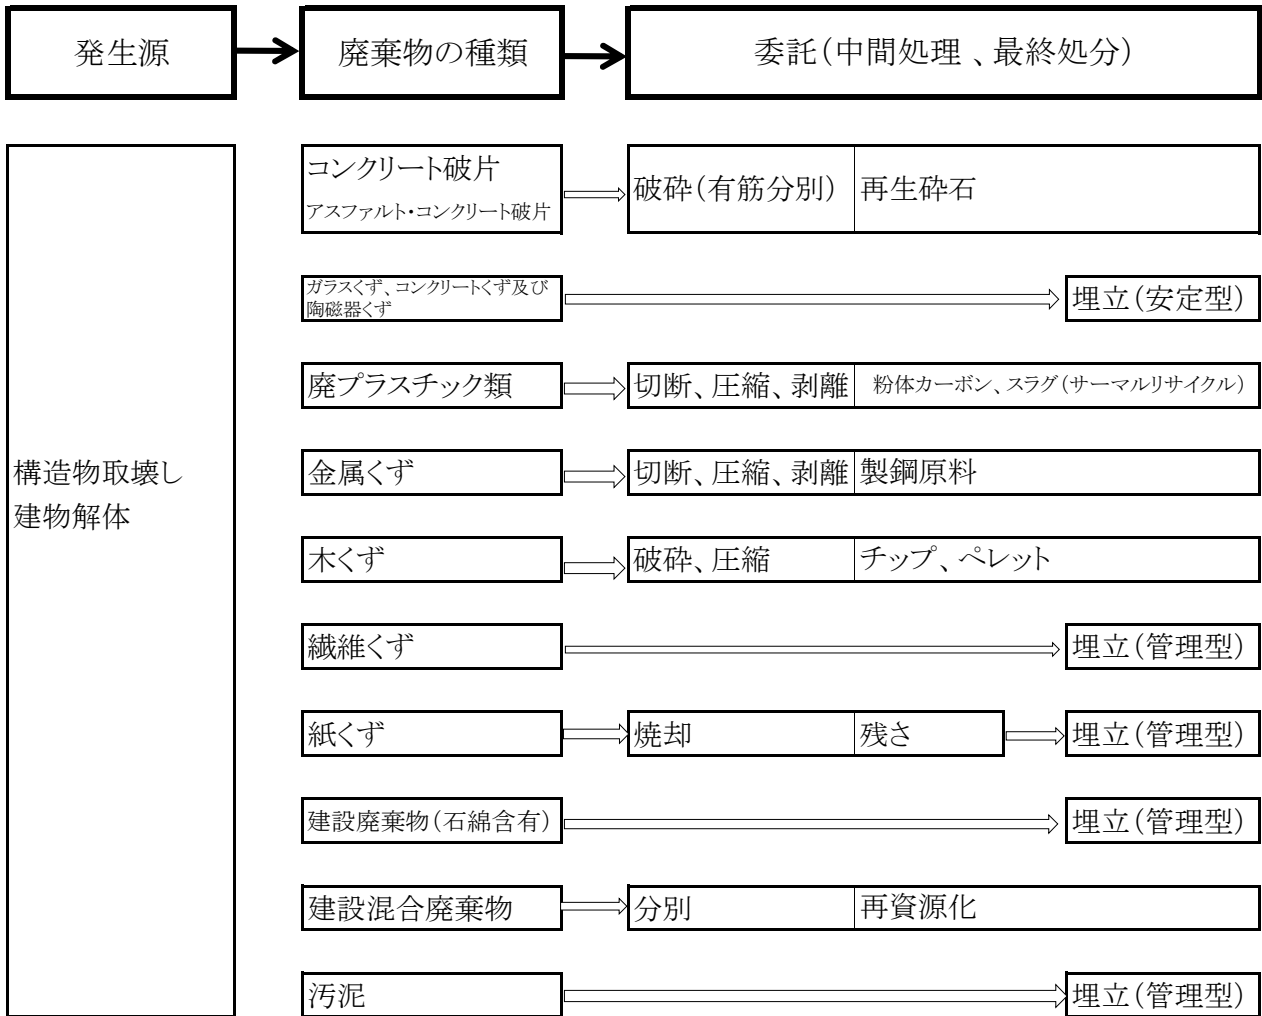 発生源
廃棄物の種類
委託（中間処理 、最終処分）
構造物取壊し
建物解体
コンクリート破片
アスファルト・コンクリート破片
破砕（有筋分別）
再生砕石
ガラスくず、コンクリートくず及び
陶磁器くず
埋立（安定型）
廃プラスチック類
切断、圧縮、剥離
粉体カーボン、スラグ（サーマルリサイクル）
金属くず
切断、圧縮、剥離
製鋼原料
木くず
破砕、圧縮
チップ、ペレット
繊維くず
埋立（管理型）
紙くず
焼却
残さ
埋立（管理型）
建設廃棄物（石綿含有）
埋立（管理型）
建設混合廃棄物
分別
再資源化
汚泥
埋立（管理型）